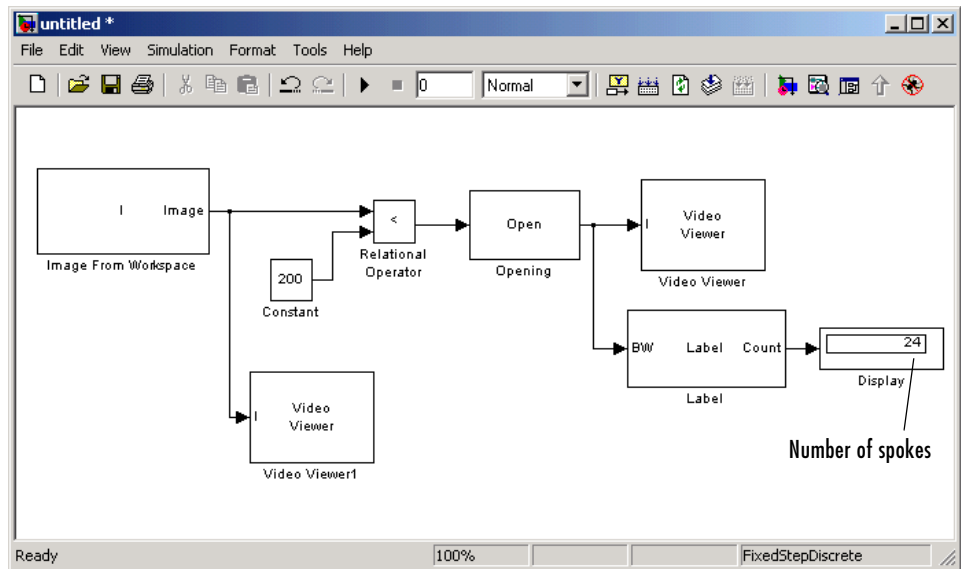 untitled *
File Edit View Simulation Format Tools Help
0 Normal
I Image
Image From Workspace
<
Relational
Operator
200
Constant
Open
Opening
I Video
Viewer
Video Viewer
BW Label Count
Label
24
Display
Number of spokes
I Video
Viewer
Video Viewer1
Ready 100% FixedStepDiscrete